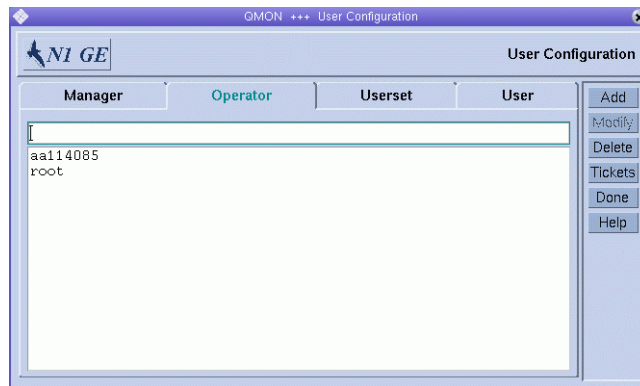 QMON +++ User Configuration
N1 GE
User Configuration
Manager Operator Userset User
Add
Modify
Delete
Tickets
Done
Help
aa114085
root